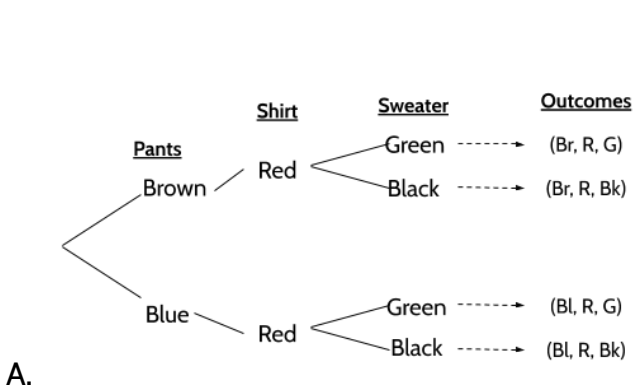 Pants Shirt Sweater Outcomes
Green (Br, R, G)
Brown Red
Black (Br, R, Bk)
Green (Bl, R, G)
Blue Red
Black (Bl, R, Bk)
A.